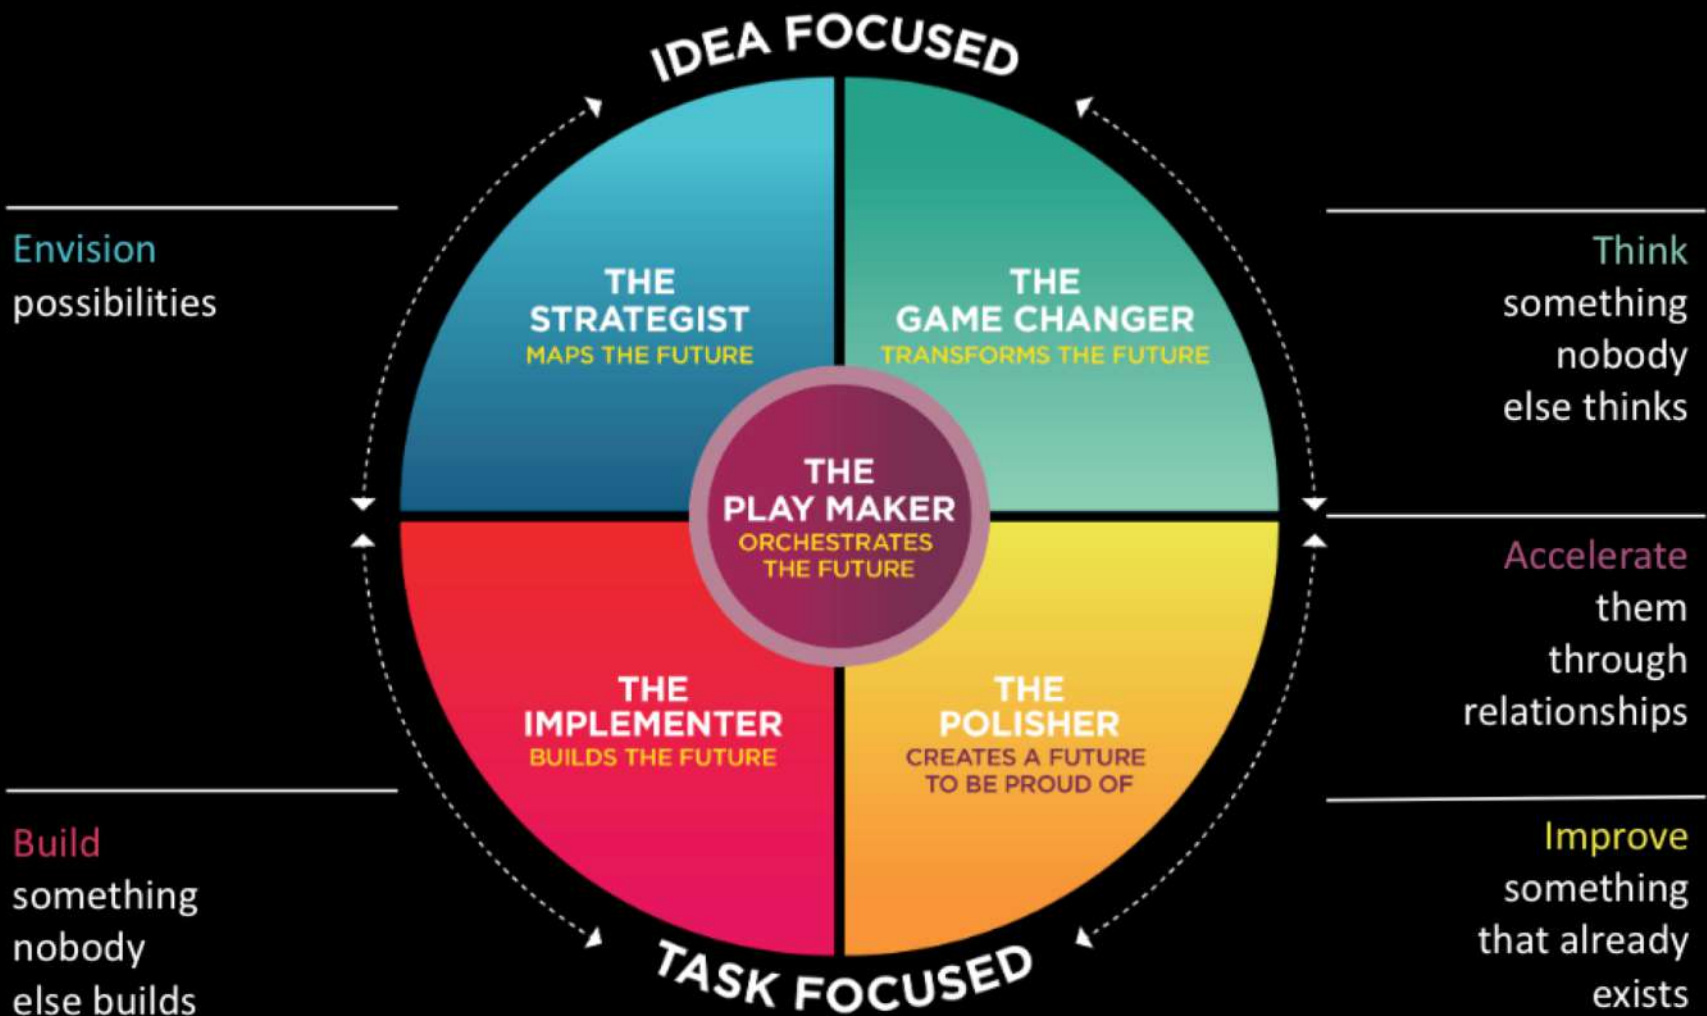 IDEA FOCUSED
Envision
possibilities
THE
STRATEGIST
MAPS THE FUTURE
THE
GAME CHANGER
TRANSFORMS THE FUTURE
Think
something
nobody
else thinks
THE
PLAY MAKER
ORCHESTRATES
THE FUTURE
Accelerate
them
through
relationships
THE
IMPLEMENTER
BUILDS THE FUTURE
THE
POLISHER
CREATES A FUTURE
TO BE PROUD OF
Build
something
nobody
else builds
Improve
something
that already
exists
TASK FOCUSED